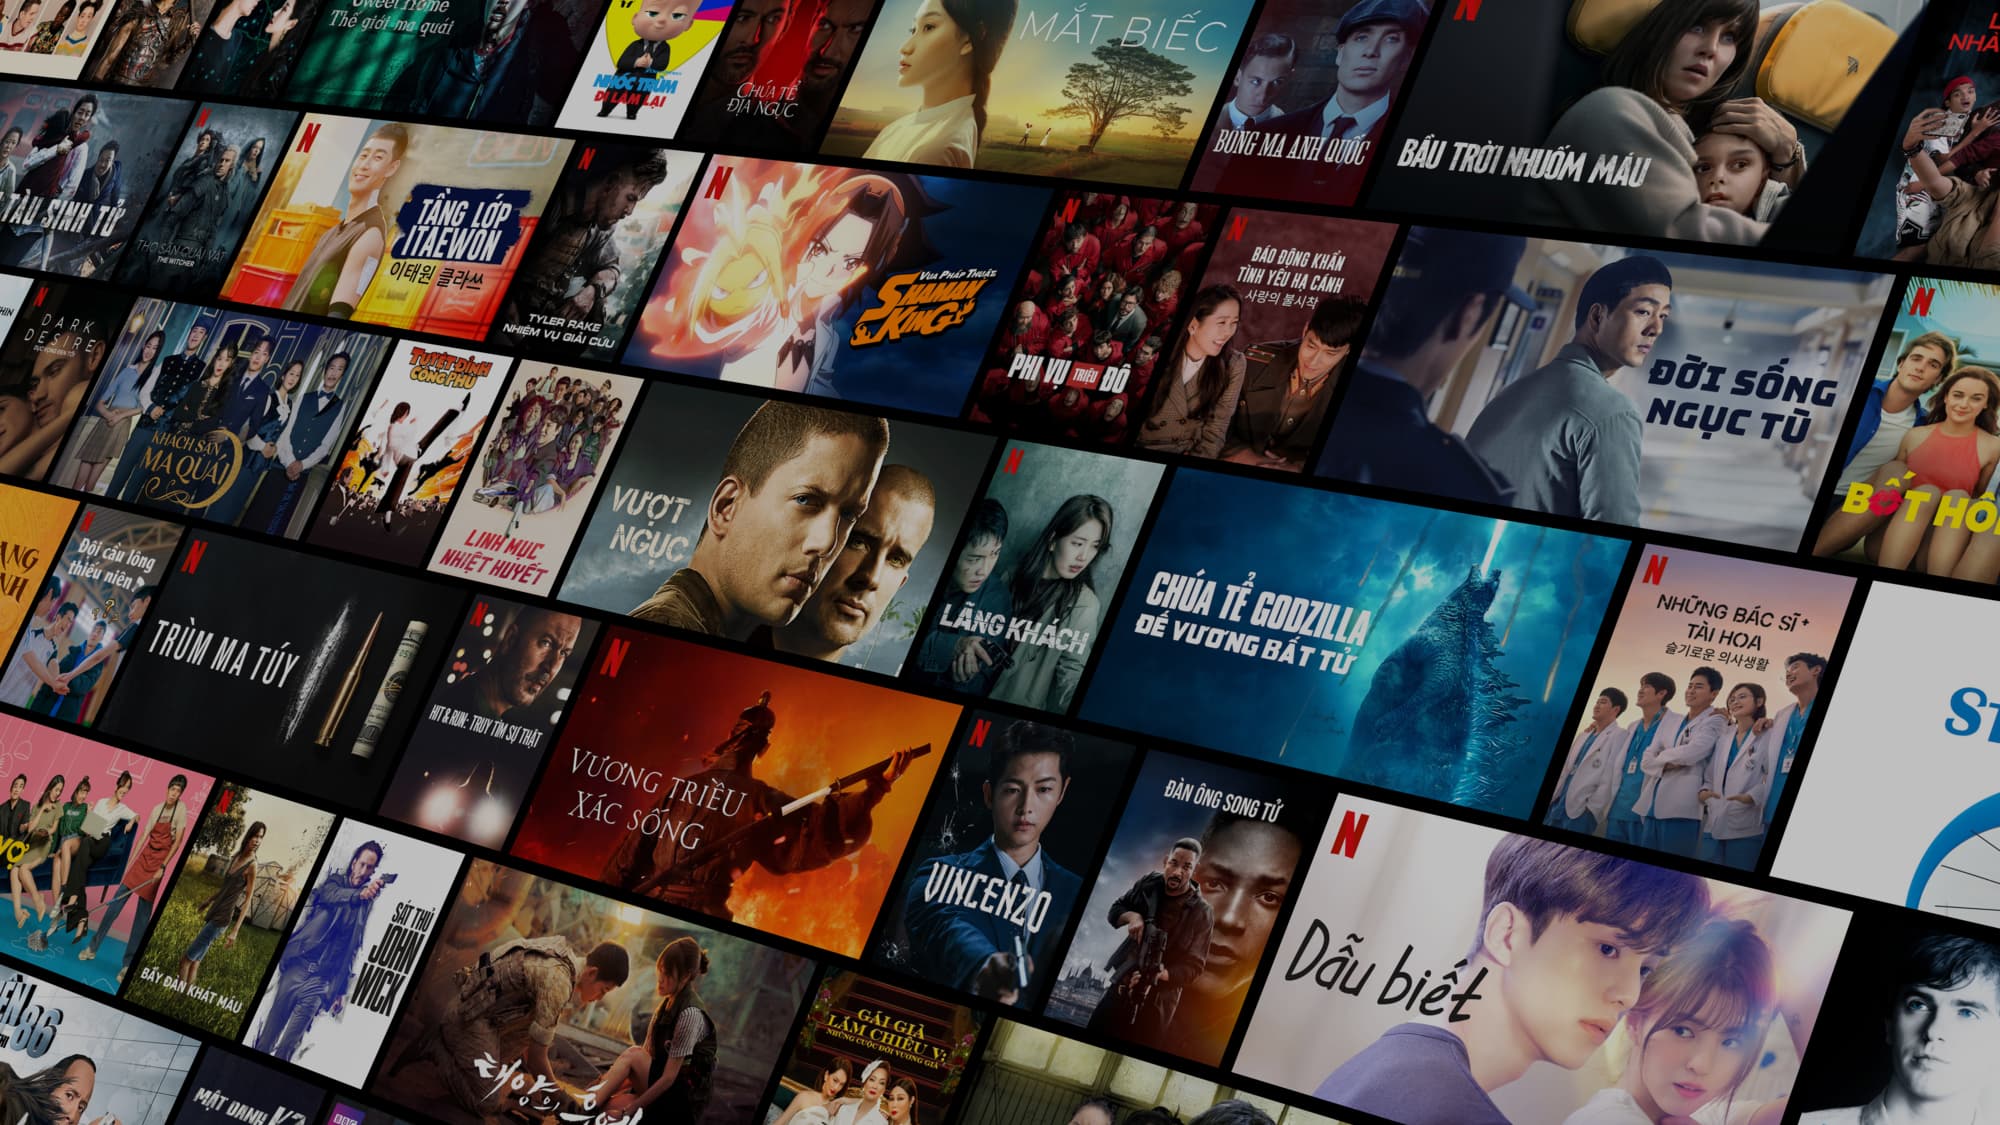 Sweet Home
Thế giới ma quái
NHÓC TRÙM
ĐI LÀM LẠI
CHÚA TỂ
ĐỊA NGỤC
MẮT BIẾC
BÓNG MA ANH QUỐC
N
BẦU TRỜI NHUỐM MÁU
TÀU SINH TỬ
N
THỢ SĂN QUÁI VẬT
THE WITCHER
N
OPEN
TẦNG LỚP
ITAEWON
이태원 클라쓰
N
TYLER RAKE
NHIỆM VỤ GIẢI CỨU
N
VUA PHÁP THUẬT
SHAMAN
KING
N
PHI VỤ TRIỆU ĐÔ
N
BÁO ĐỘNG KHẨN
TÌNH YÊU HẠ CÁNH
사랑의 불시착
ĐỜI SỐNG
NGỤC TÙ
N
BỐT HÔN
N
DARK
DESIRE
KHÁCH SẠN
MA QUÁI
TUYỆT ĐỈNH
CÔNG PHU
N
LINH MỤC
NHIỆT HUYẾT
VƯỢT
NGỤC
N
LÃNG KHÁCH
CHÚA TỂ GODZILLA
ĐẾ VƯƠNG BẤT TỬ
N
NHỮNG BÁC SĨ
TÀI HOA
슬기로운 의사생활
N
Đội cầu lông
thiếu niên
N
TRÙM MA TÚY
N
HIT & RUN: TRUY TÌM SỰ THẬT
N
VƯƠNG TRIỀU
XÁC SỐNG
N
VINCENZO
ĐÀN ÔNG SONG TỬ
N
Dẫu biết
VỢ
N
BẦY ĐÀN KHÁT MÁU
SÁT THỦ
JOHN
WICK
태양의 후예
GÁI GIÀ
LẮM CHIÊU V:
NHỮNG CUỘC ĐỜI VƯƠNG GIẢ
86
MẬT DANH
BBC